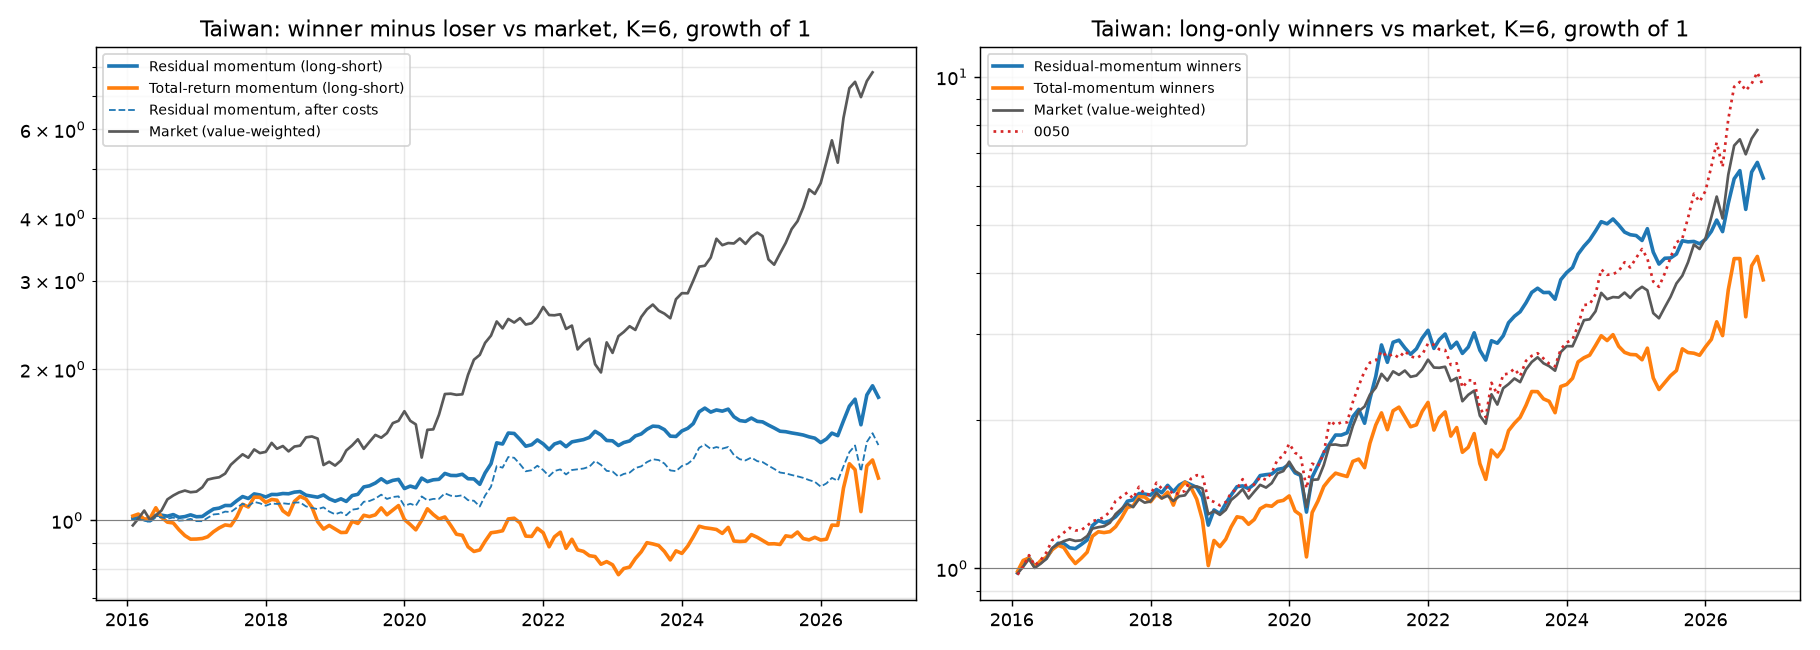 Taiwan: winner minus loser vs market, K=6, growth of 1
Residual momentum (long-short)
Total-return momentum (long-short)
Residual momentum, after costs
Market (value-weighted)
6 × 10⁰
4 × 10⁰
3 × 10⁰
2 × 10⁰
10⁰
2016 2018 2020 2022 2024 2026
Taiwan: long-only winners vs market, K=6, growth of 1
Residual-momentum winners
Total-momentum winners
Market (value-weighted)
0050
10¹
10⁰
2016 2018 2020 2022 2024 2026